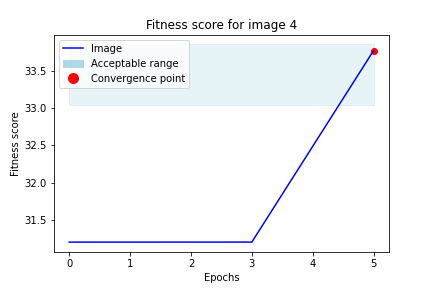 Fitness score for image 4
Image
Acceptable range
Convergence point
33.5
33.0
32.5
32.0
31.5
Fitness score
0 1 2 3 4 5
Epochs